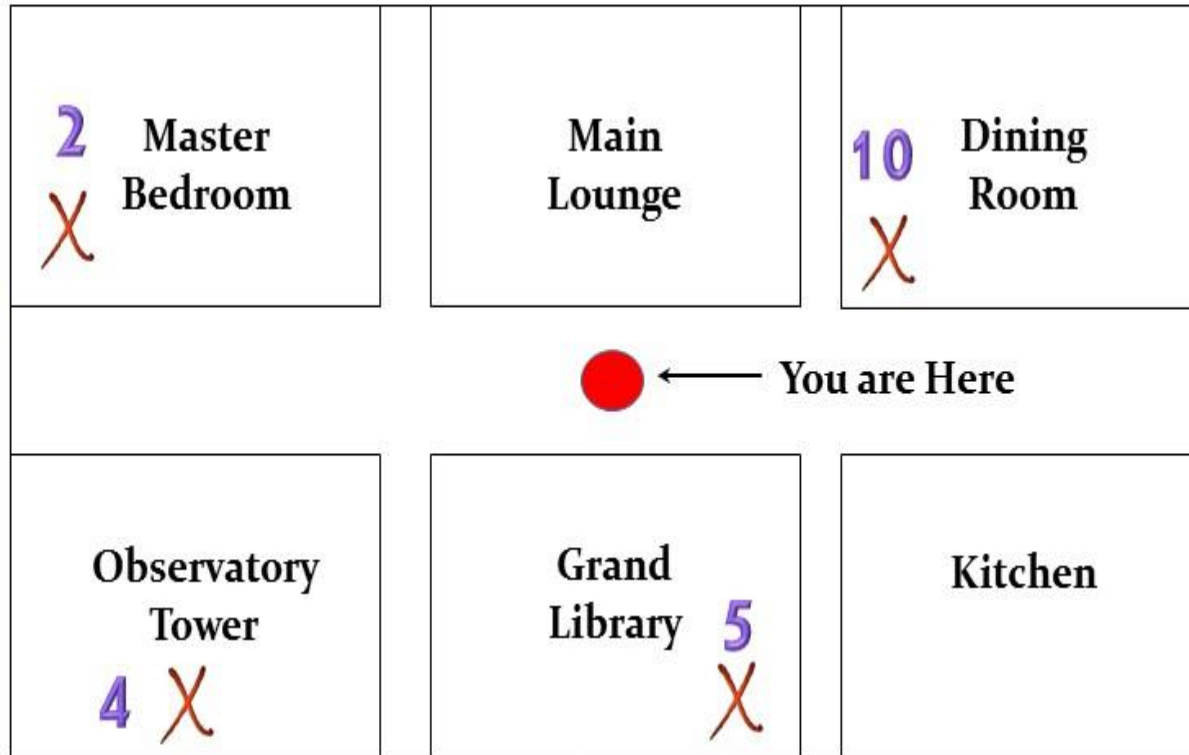 2
Master
Bedroom
X
Main
Lounge
10
Dining
Room
X
You are Here
Observatory
Tower
4 X
Grand
Library
5
X
Kitchen